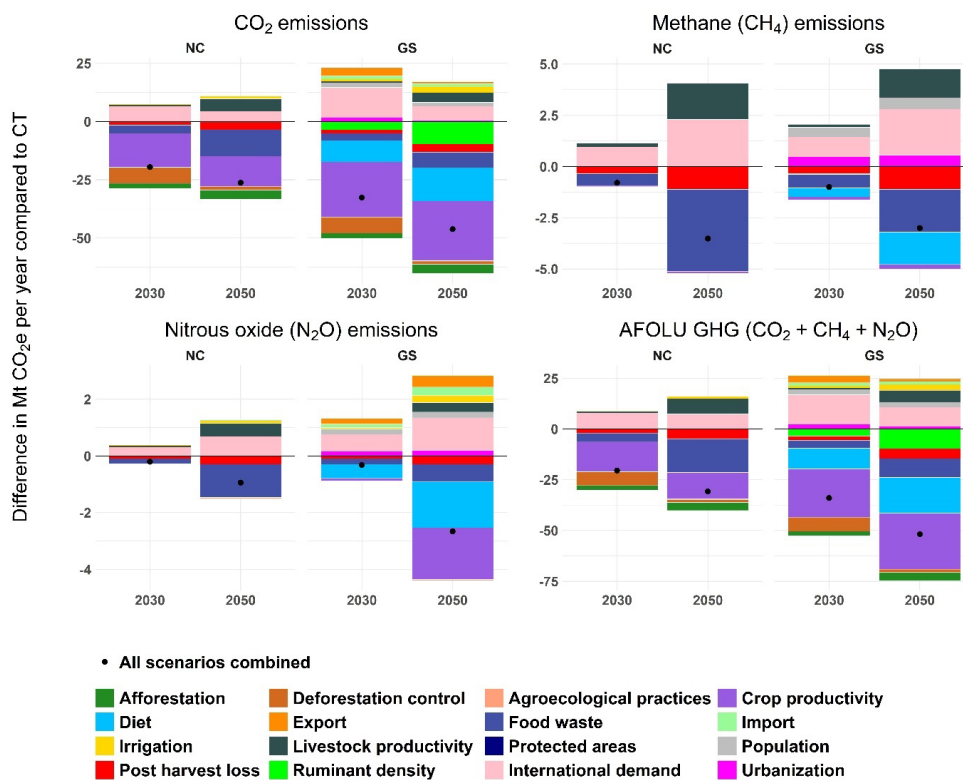 CO₂ emissions
NC
GS
25
0
-25
-50
2030
2050
2030
2050
Methane (CH₄) emissions
NC
GS
5.0
2.5
0.0
-2.5
-5.0
2030
2050
2030
2050
Difference in Mt CO₂e per year compared to CT
Nitrous oxide (N₂O) emissions
NC
GS
2
0
-2
-4
2030
2050
2030
2050
AFOLU GHG (CO₂ + CH₄ + N₂O)
NC
GS
25
0
-25
-50
-75
2030
2050
2030
2050
All scenarios combined
Afforestation
Deforestation control
Agroecological practices
Crop productivity
Diet
Export
Food waste
Import
Irrigation
Livestock productivity
Protected areas
Population
Post harvest loss
Ruminant density
International demand
Urbanization